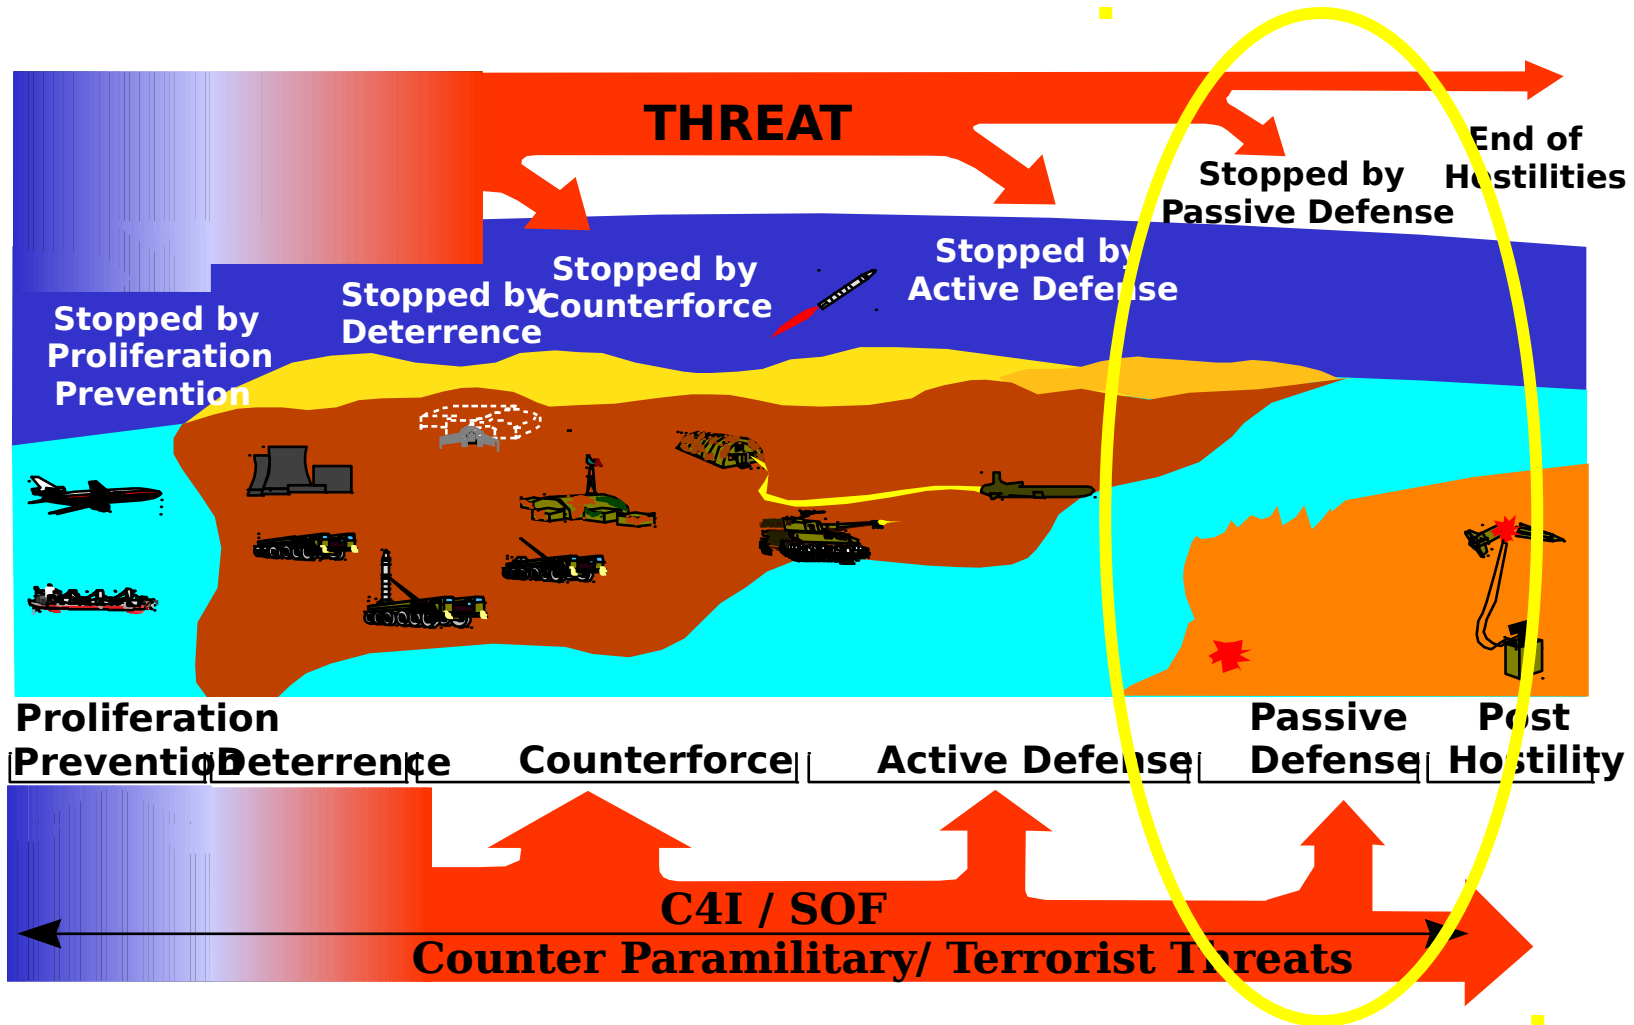 THREAT
End of
Hostilities
Stopped by
Passive Defense
Stopped by
Active Defense
Stopped by
Counterforce
Stopped by
Deterrence
Stopped by
Proliferation
Prevention
Proliferation
Prevention
Deterrence
Counterforce
Active Defense
Passive
Defense
Post
Hostility
C4I / SOF
Counter Paramilitary/ Terrorist Threats